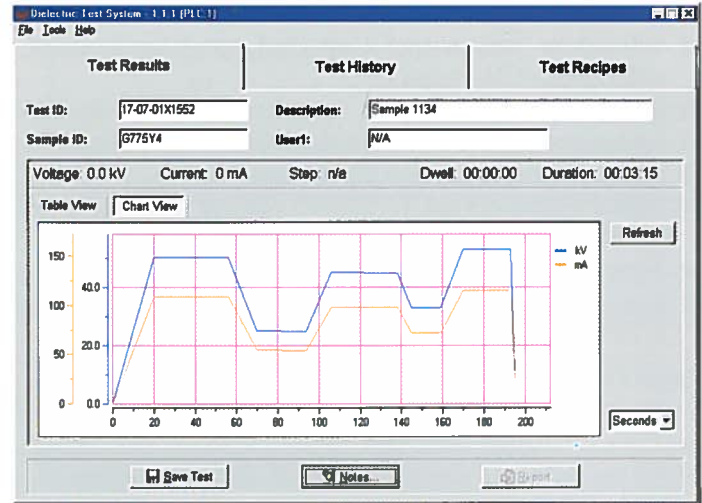 Dielectric Test System - 1.1.1 (PLC 1)
File Tools Help
Test Results Test History Test Recipes
Test ID: 17-07-01X1552 Description: Sample 1134
Sample ID: G775Y4 User1: N/A
Voltage: 0.0 kV Current: 0 mA Step: n/a Dwell: 00:00:00 Duration: 00:03:15
Table View Chart View
Refresh
kV
mA
150
100
50
0
40.0
20.0
0.0
0 20 40 60 80 100 120 140 160 180 200
Seconds
Save Test Notes... Export...